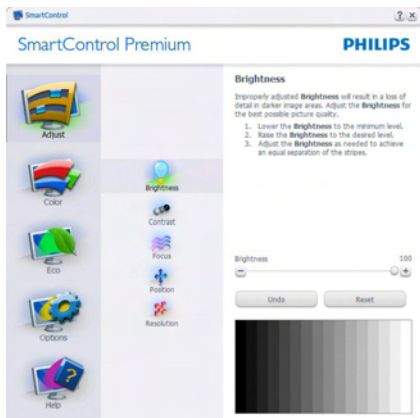 SmartControl
SmartControl Premium
PHILIPS
Adjust
Color
Eco
Options
Help
Brightness
Contrast
Focus
Position
Resolution
Brightness
Improperly adjusted Brightness will result in a loss of
detail in darker image areas. Adjust the Brightness for
the best possible picture quality.
1. Lower the Brightness to the minimum level.
2. Raise the Brightness to the desired level.
3. Adjust the Brightness as needed to achieve
an equal separation of the stripes.
Brightness 100
Undo Reset